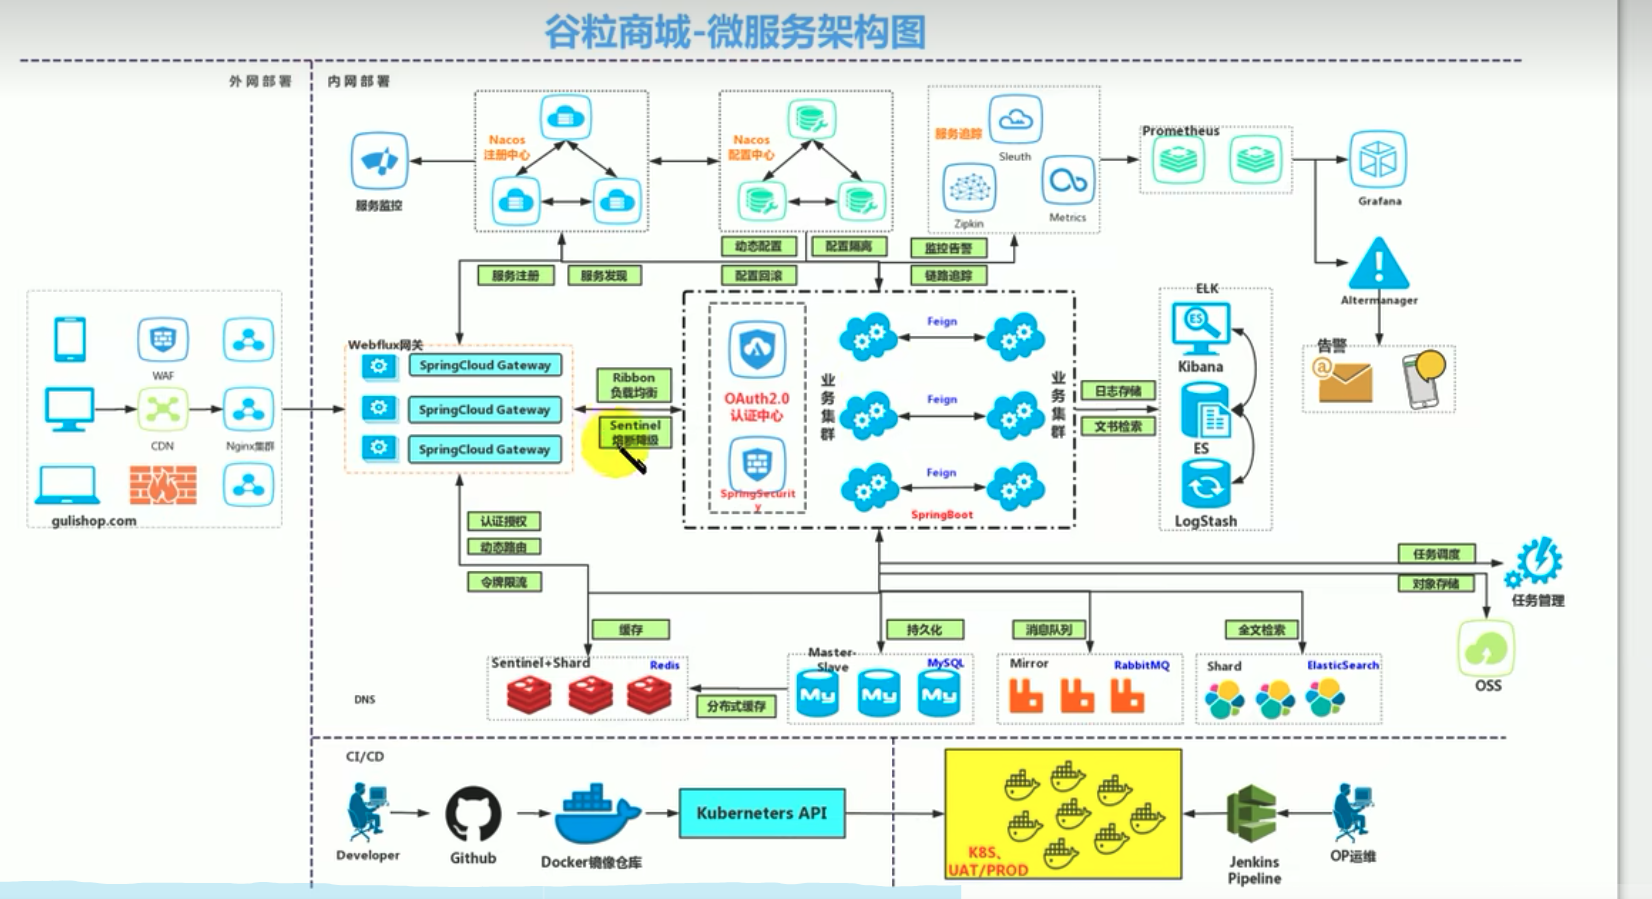 谷粒商城-微服务架构图
外网部署
内网部署
服务监控
Nacos
注册中心
Nacos
配置中心
服务追踪
Sleuth
Zipkin
Metrics
Prometheus
Grafana
Altermanager
告警
服务注册
服务发现
动态配置
配置隔离
配置回滚
监控告警
链路追踪
WAF
CDN
Nginx集群
gulishop.com
Webflux网关
SpringCloud Gateway
SpringCloud Gateway
SpringCloud Gateway
Ribbon
负载均衡
Sentinel
熔断降级
OAuth2.0
认证中心
SpringSecurit
y
业务集群
Feign
Feign
Feign
SpringBoot
业务集群
日志存储
文书检索
ELK
Kibana
ES
ES
LogStash
认证授权
动态路由
令牌限流
任务调度
对象存储
任务管理
OSS
缓存
持久化
消息队列
全文检索
Sentinel+Shard
Redis
分布式缓存
Master-
Slave
MySQL
My
My
My
Mirror
RabbitMQ
Shard
ElasticSearch
DNS
CI/CD
Developer
Github
Docker镜像仓库
Kuberneters API
K8S、
UAT/PROD
Jenkins
Pipeline
OP运维